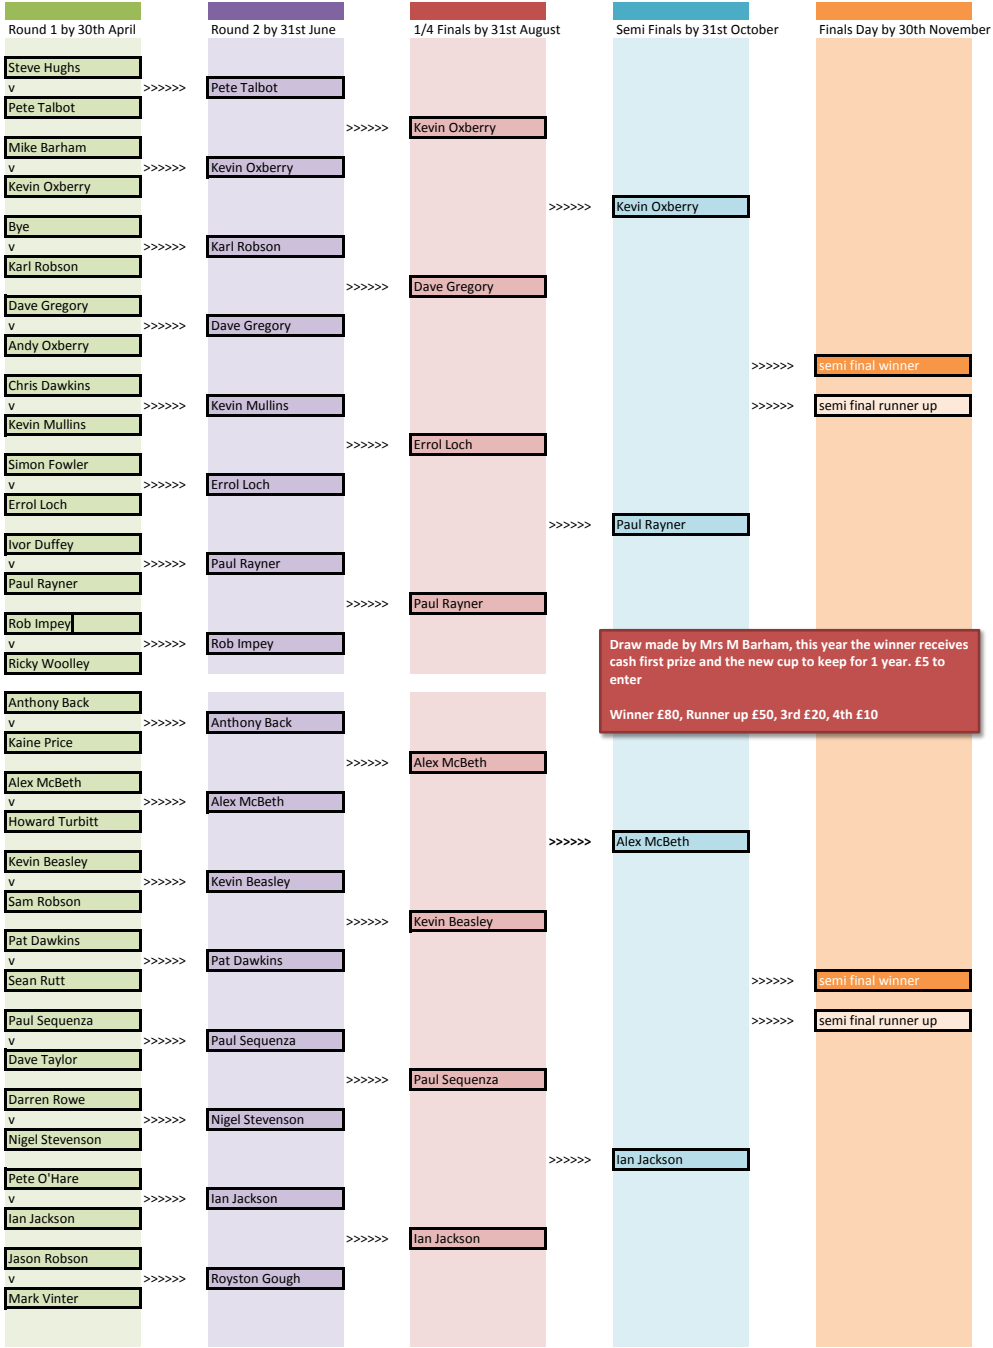 Round 1 by 30th April
Round 2 by 31st June
1/4 Finals by 31st August
Semi Finals by 31st October
Finals Day by 30th November
Steve Hughs
v >>>>>> Pete Talbot
Pete Talbot
>>>>>> Kevin Oxberry
Mike Barham
v >>>>>> Kevin Oxberry
Kevin Oxberry
>>>>>> Kevin Oxberry
Bye
v >>>>>> Karl Robson
Karl Robson
>>>>>> Dave Gregory
Dave Gregory
v >>>>>> Dave Gregory
Andy Oxberry
>>>>>> semi final winner
Chris Dawkins
v >>>>>> Kevin Mullins >>>>>> semi final runner up
Kevin Mullins
>>>>>> Errol Loch
Simon Fowler
v >>>>>> Errol Loch
Errol Loch
>>>>>> Paul Rayner
Ivor Duffey
v >>>>>> Paul Rayner
Paul Rayner
>>>>>> Paul Rayner
Rob Impey
v >>>>>> Rob Impey
Ricky Woolley
Draw made by Mrs M Barham, this year the winner receives
cash first prize and the new cup to keep for 1 year. £5 to
enter
Winner £80, Runner up £50, 3rd £20, 4th £10
Anthony Back
v >>>>>> Anthony Back
Kaine Price
>>>>>> Alex McBeth
Alex McBeth
v >>>>>> Alex McBeth
Howard Turbitt
>>>>>> Alex McBeth
Kevin Beasley
v >>>>>> Kevin Beasley
Sam Robson
>>>>>> Kevin Beasley
Pat Dawkins
v >>>>>> Pat Dawkins
Sean Rutt >>>>>> semi final winner
Paul Sequenza >>>>>> semi final runner up
v >>>>>> Paul Sequenza
Dave Taylor
>>>>>> Paul Sequenza
Darren Rowe
v >>>>>> Nigel Stevenson
Nigel Stevenson
>>>>>> Ian Jackson
Pete O'Hare
v >>>>>> Ian Jackson
Ian Jackson
>>>>>> Ian Jackson
Jason Robson
v >>>>>> Royston Gough
Mark Vinter